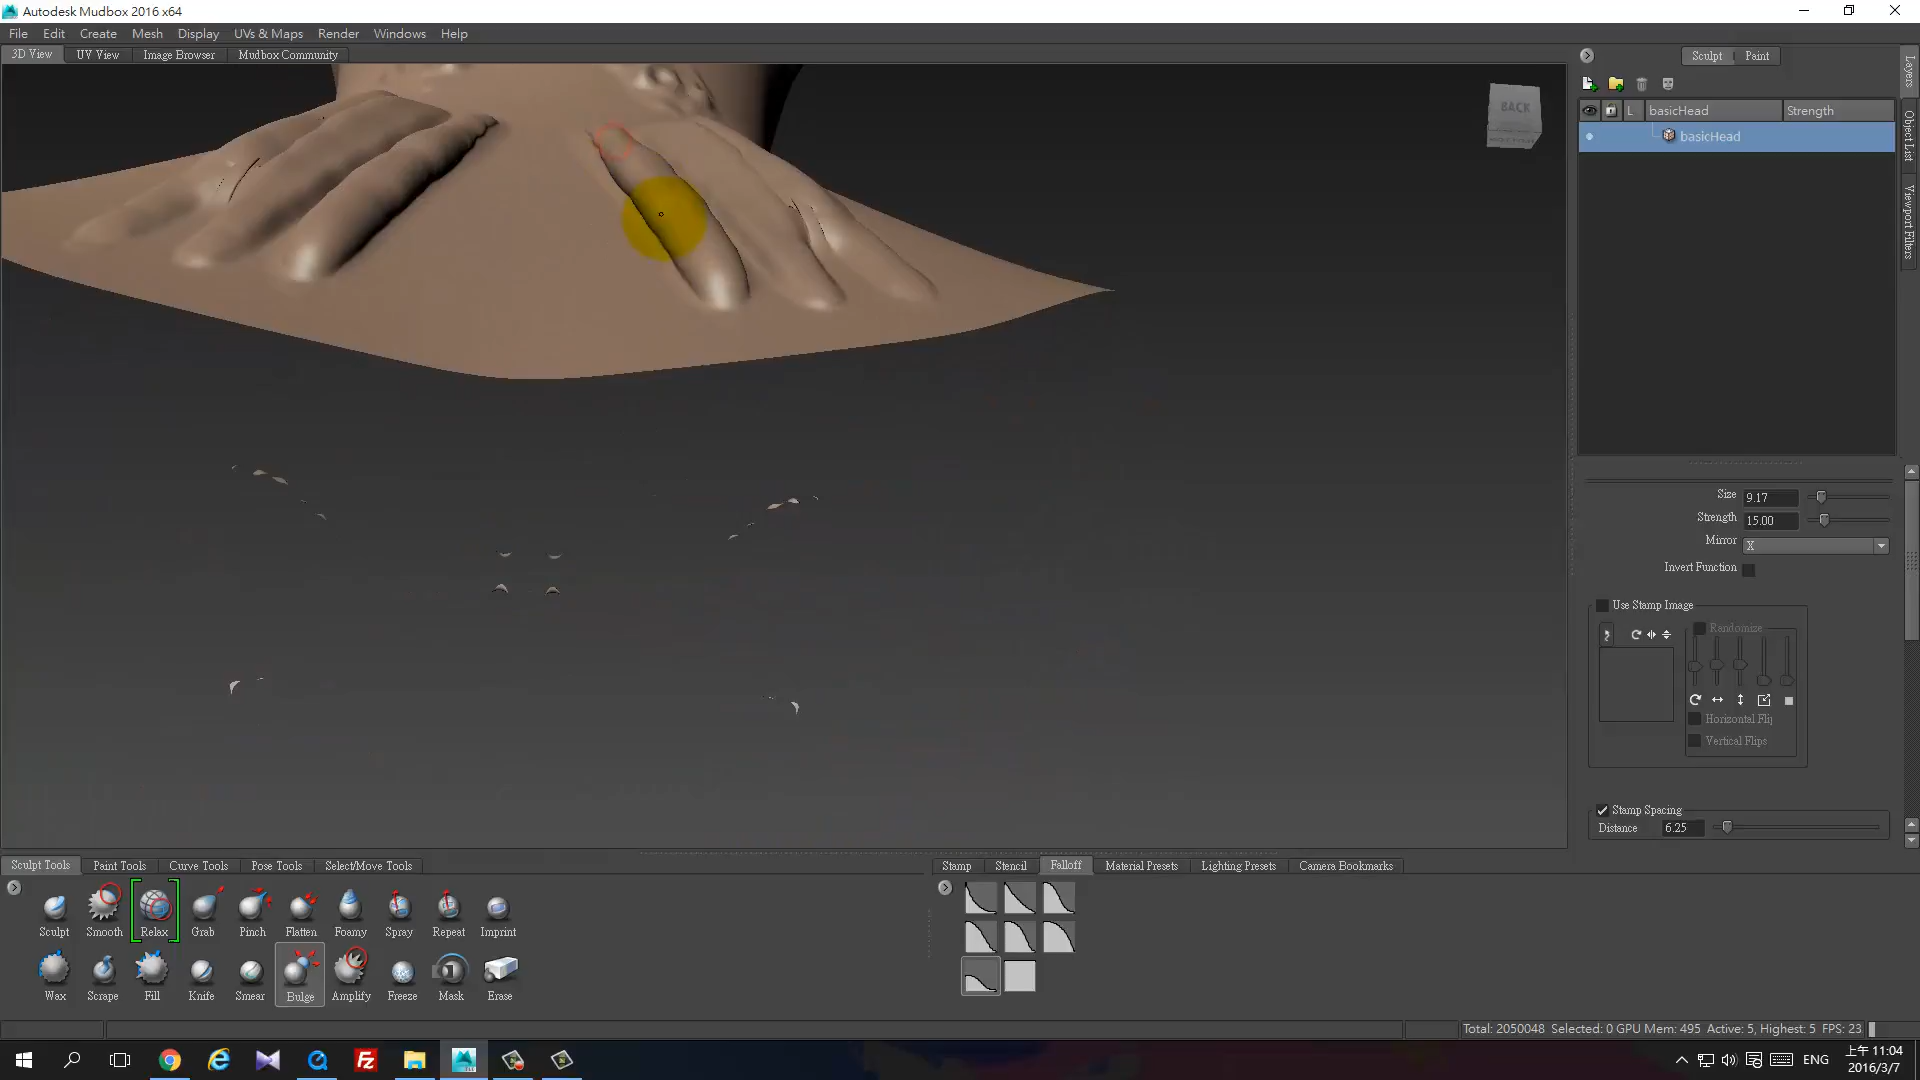 Autodesk Mudbox 2016 x64
File Edit Create Mesh Display UVs & Maps Render Windows Help
3D View UV View Image Browser Mudbox Community
Sculpt Paint
L basicHead Strength
basicHead
Layers
Object List
Viewport Filters
BACK
Size 9.17
Strength 15.00
Mirror X
Invert Function
Use Stamp Image
Randomize
Horizontal Flip
Vertical Flips
Stamp Spacing
Distance 6.25
Sculpt Tools Paint Tools Curve Tools Pose Tools Select/Move Tools
Stamp Stencil Falloff Material Presets Lighting Presets Camera Bookmarks
Sculpt Smooth Relax Grab Pinch Flatten Foamy Spray Repeat Imprint
Wax Scrape Fill Knife Smear Bulge Amplify Freeze Mask Erase
Total: 2050048 Selected: 0 GPU Mem: 495 Active: 5, Highest: 5 FPS: 23
ENG
上午 11:04
2016/3/7